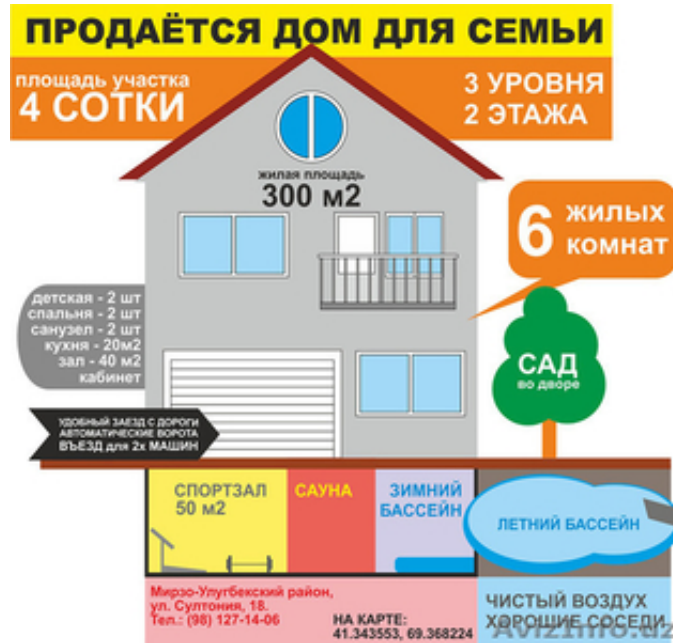 ПРОДАЁТСЯ ДОМ ДЛЯ СЕМЬИ
площадь участка
4 СОТКИ
3 УРОВНЯ
2 ЭТАЖА
жилая площадь
300 м2
6 жилых
комнат
детская - 2 шт
спальня - 2 шт
санузел - 2 шт
кухня - 20м2
зал - 40 м2
кабинет
САД
во дворе
УДОБНЫЙ ЗАЕЗД С ДОРОГИ
АВТОМАТИЧЕСКИЕ ВОРОТА
ВЪЕЗД для 2х МАШИН
СПОРТЗАЛ
50 м2
САУНА
ЗИМНИЙ
БАССЕЙН
ЛЕТНИЙ БАССЕЙН
Мирзо-Улугбекский район,
ул. Султония, 18.
Тел.: (98) 127-14-06
НА КАРТЕ:
41.343553, 69.368224
ЧИСТЫЙ ВОЗДУХ
ХОРОШИЕ СОСЕДИ